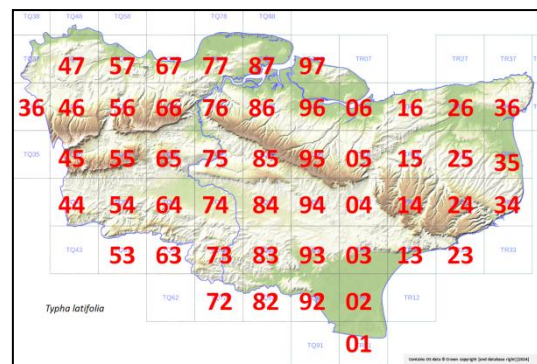 TQ38 TQ48 TQ58 TQ78 TQ88
47 57 67 77 87 97 TR07 TR27 TR37
36 46 56 66 76 86 96 06 16 26 36
TQ35 45 55 65 75 85 95 05 15 25 35
44 54 64 74 84 94 04 14 24 34
TQ43 53 63 73 83 93 03 13 23 TR33
TQ62 72 82 92 02 TR12
Typha latifolia
TQ91 01
Contains OS data © Crown copyright [and database right] [2024]